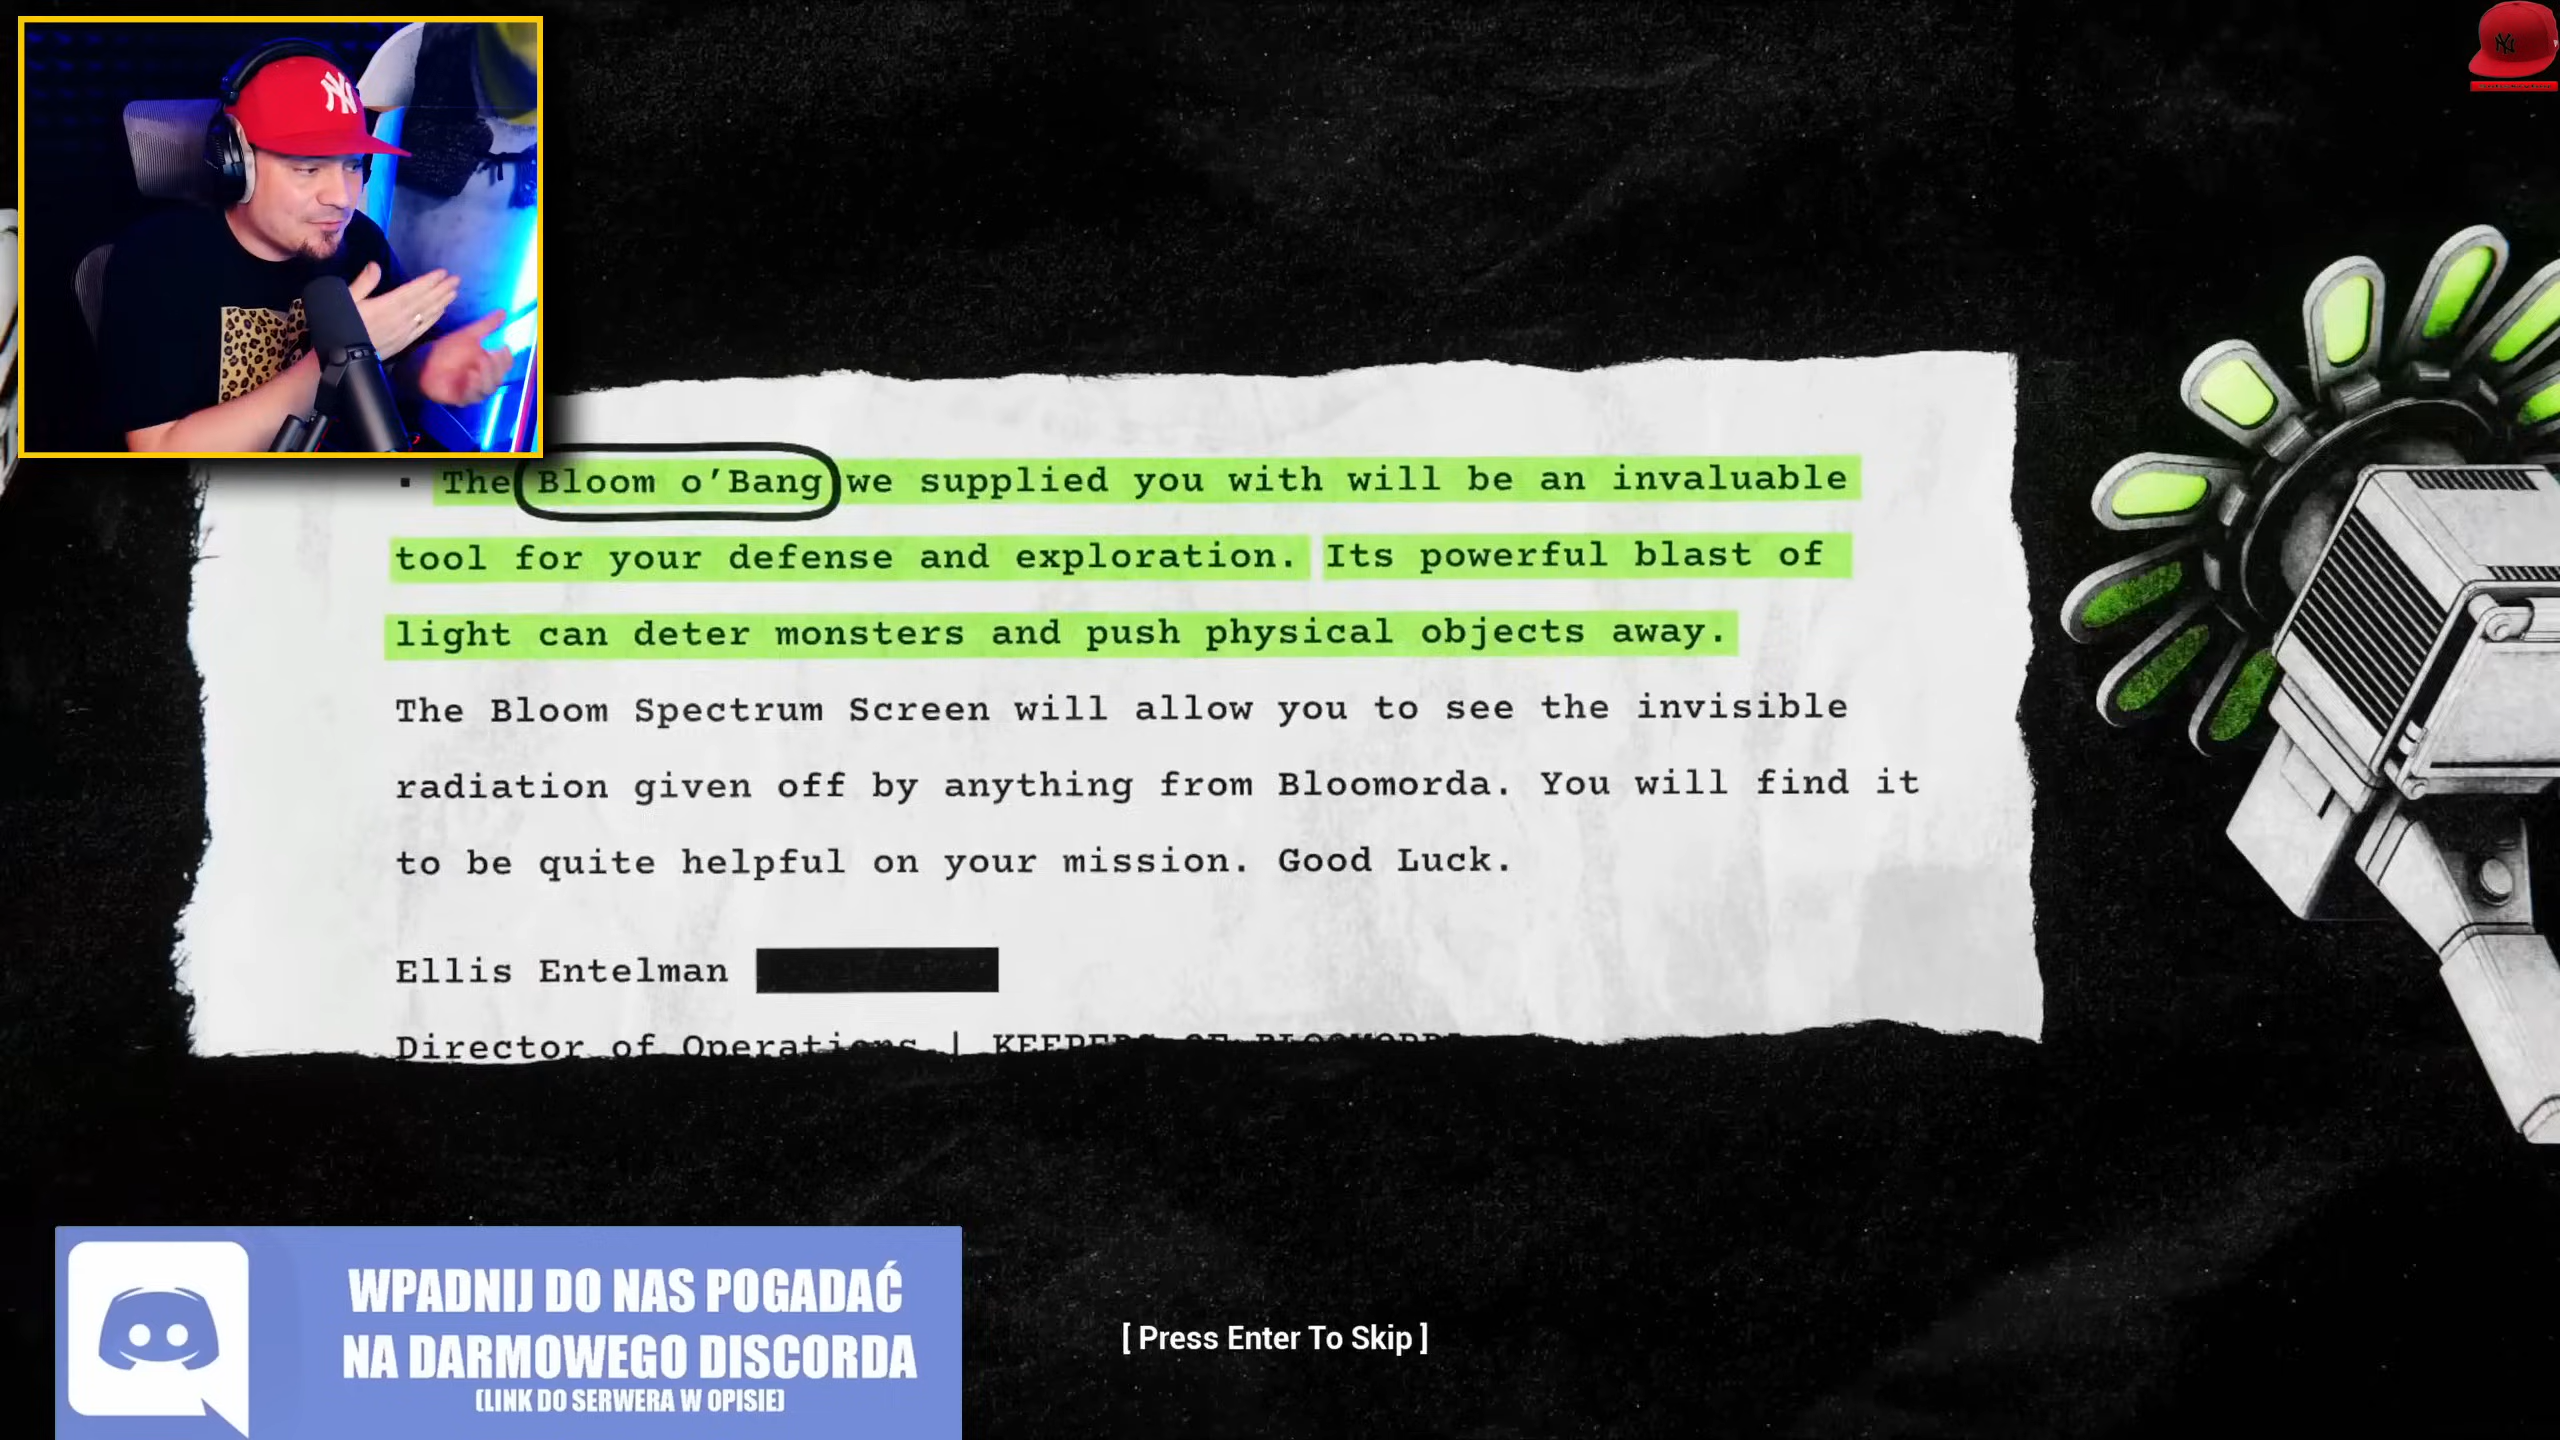 · The Bloom o’Bang we supplied you with will be an invaluable
tool for your defense and exploration. Its powerful blast of
light can deter monsters and push physical objects away.
The Bloom Spectrum Screen will allow you to see the invisible
radiation given off by anything from Bloomorda. You will find it
to be quite helpful on your mission. Good Luck.
Ellis Entelman
Director of Operations | KEEPERS OF
WPADNIJ DO NAS POGADAĆ
NA DARMOWEGO DISCORDA
(LINK DO SERWERA W OPISIE)
[ Press Enter To Skip ]
NY
NY